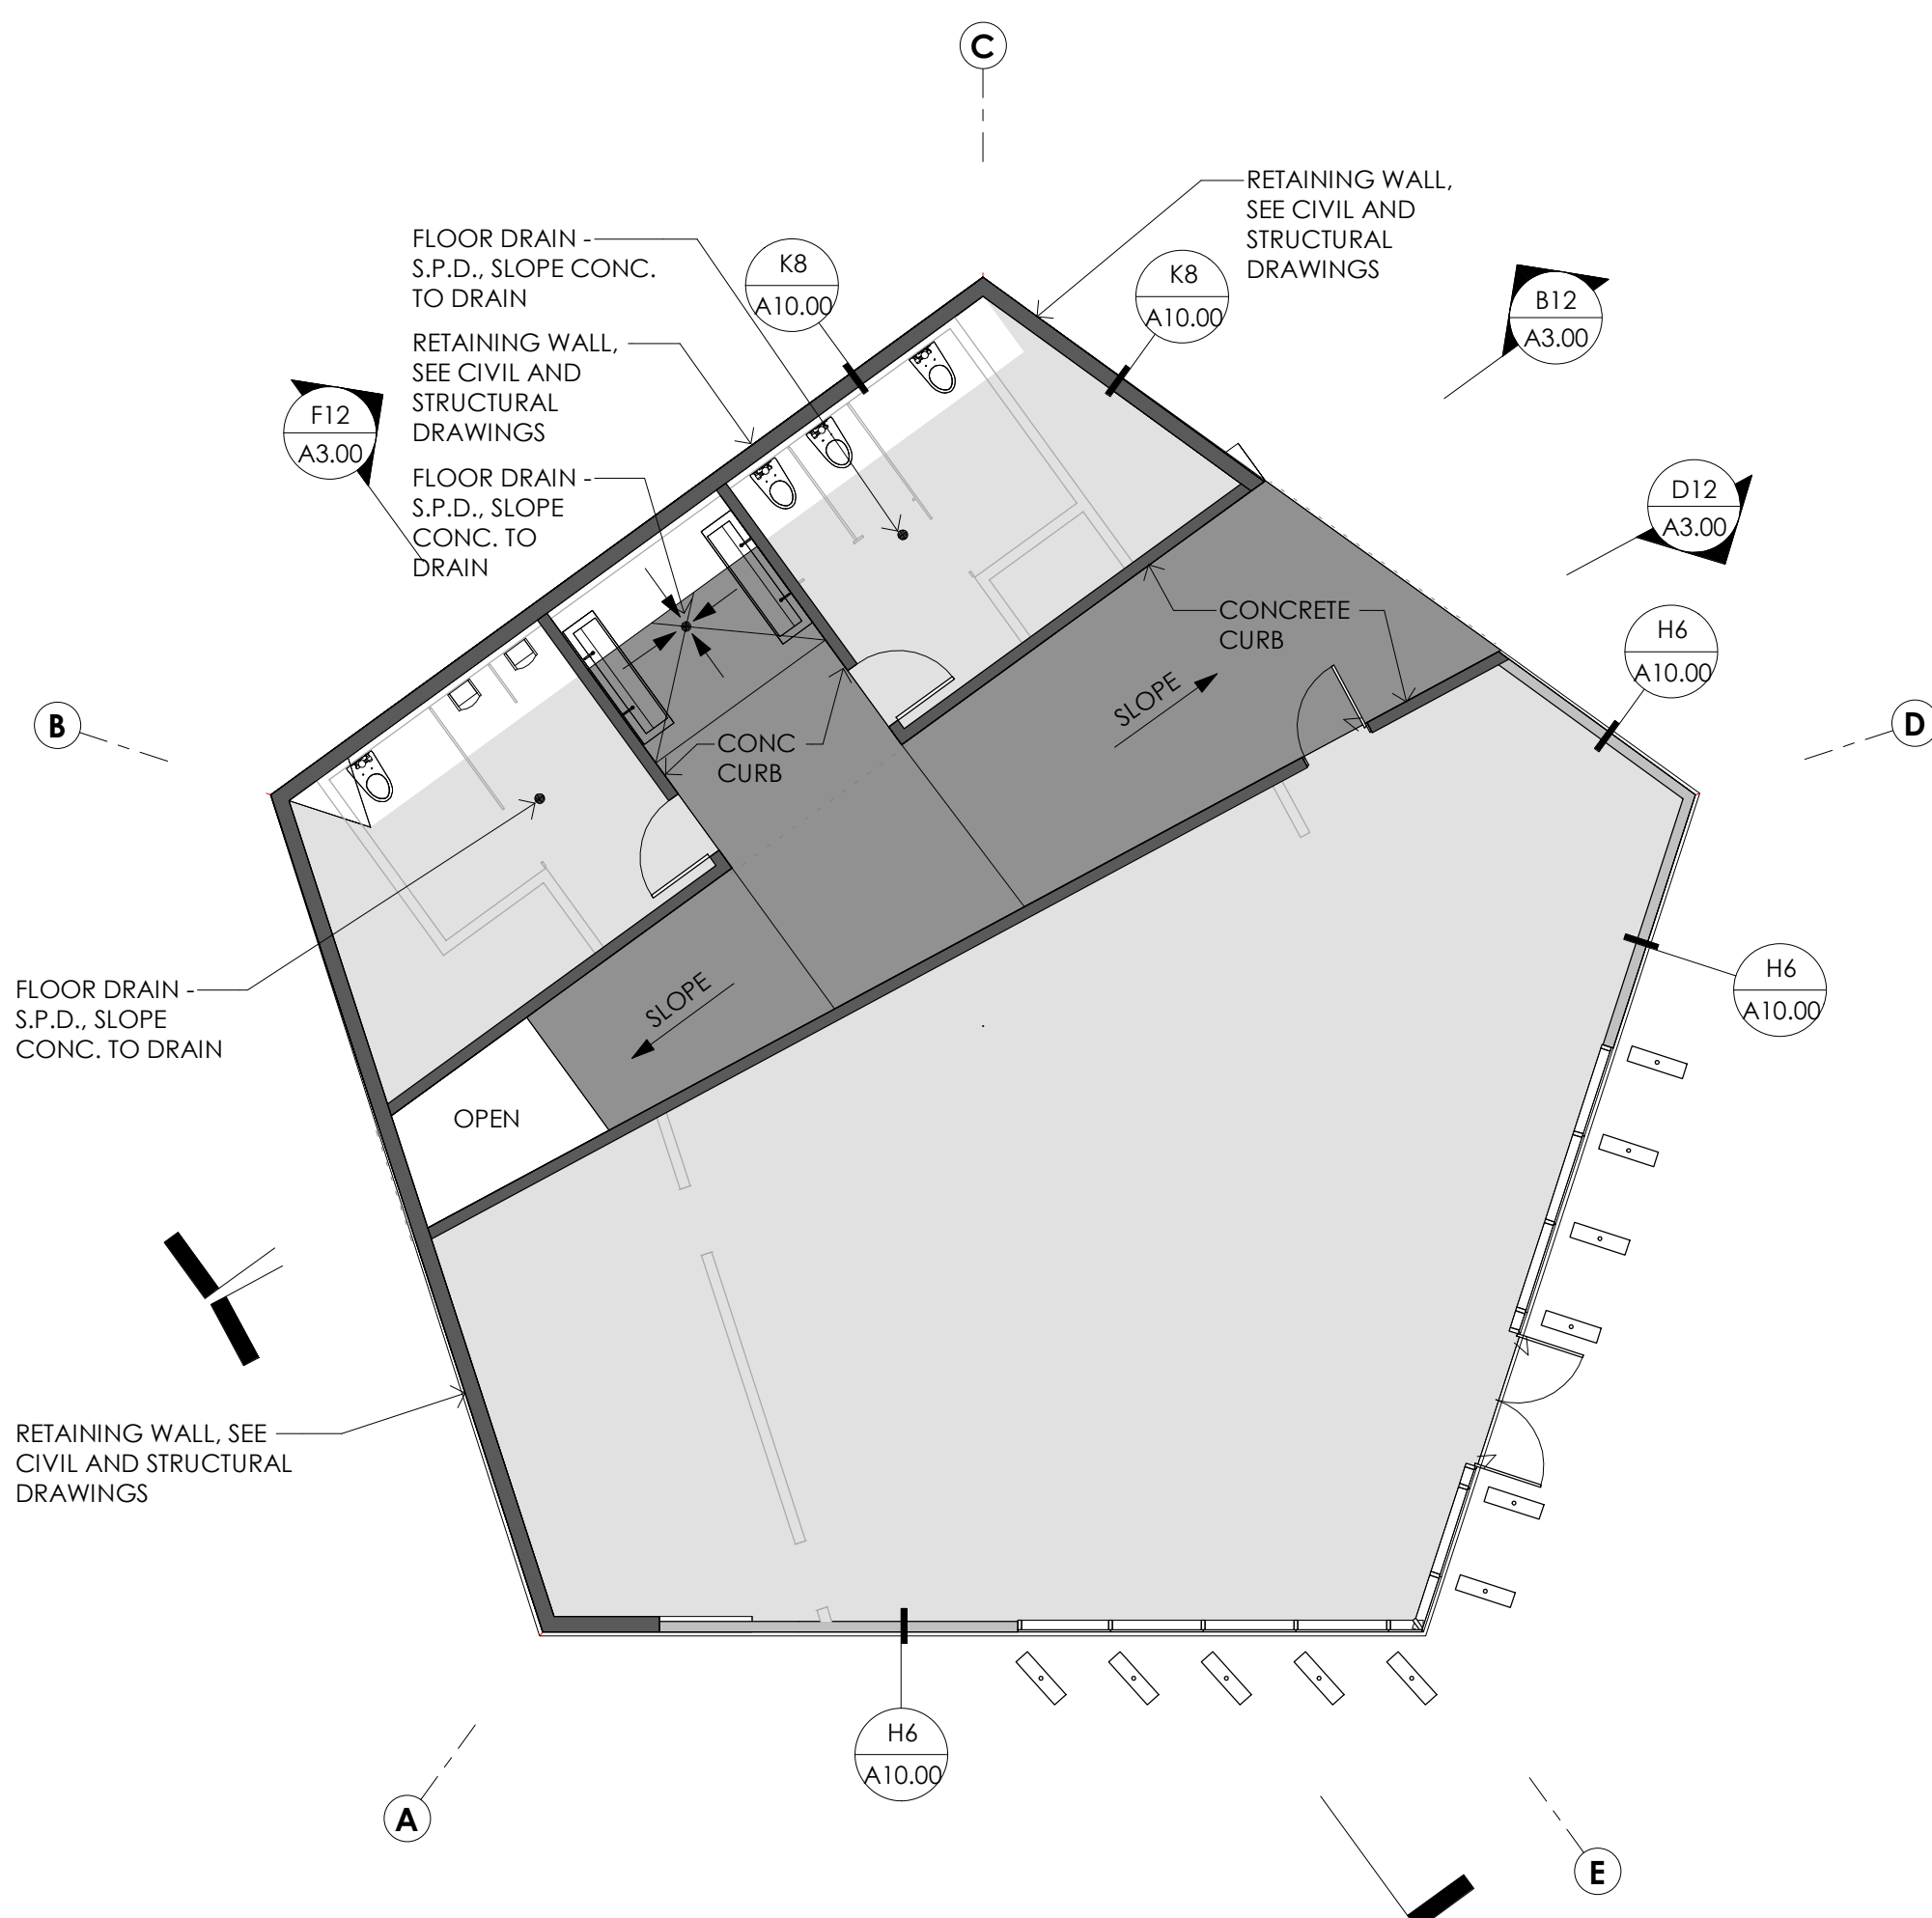 C
RETAINING WALL,
SEE CIVIL AND
STRUCTURAL
DRAWINGS
FLOOR DRAIN -
S.P.D., SLOPE CONC.
TO DRAIN
K8
A10.00
K8
A10.00
B12
A3.00
RETAINING WALL,
SEE CIVIL AND
STRUCTURAL
DRAWINGS
F12
A3.00
FLOOR DRAIN -
S.P.D., SLOPE
CONC. TO
DRAIN
D12
A3.00
CONCRETE
CURB
H6
A10.00
SLOPE
B
D
CONC
CURB
FLOOR DRAIN -
S.P.D., SLOPE
CONC. TO DRAIN
SLOPE
H6
A10.00
OPEN
RETAINING WALL, SEE
CIVIL AND STRUCTURAL
DRAWINGS
H6
A10.00
A
E